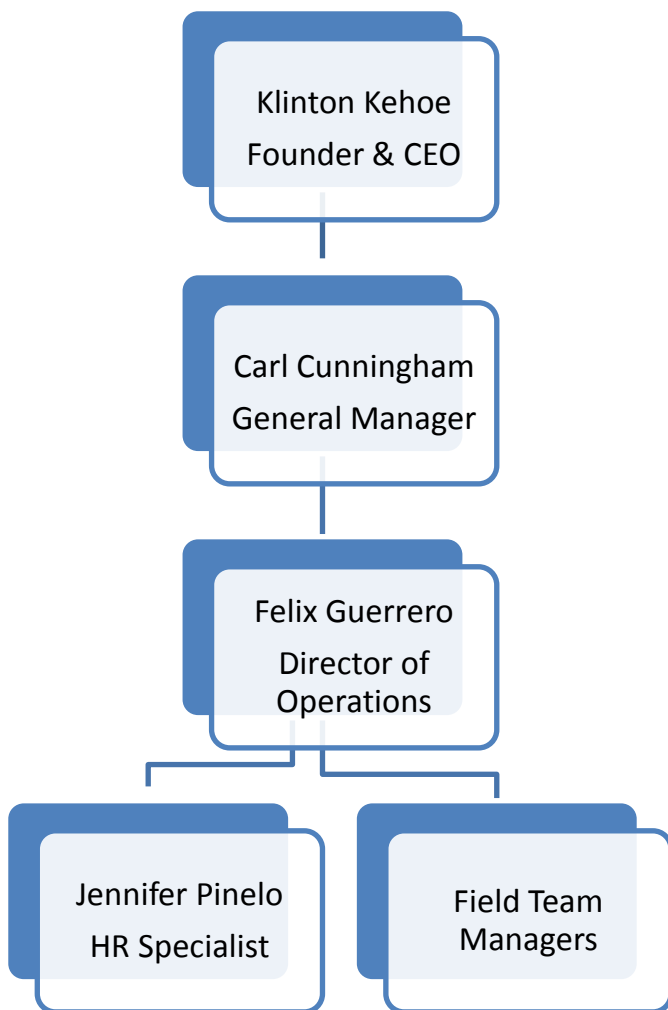 Klinton Kehoe
Founder & CEO
Carl Cunningham
General Manager
Felix Guerrero
Director of
Operations
Jennifer Pinelo
HR Specialist
Field Team
Managers